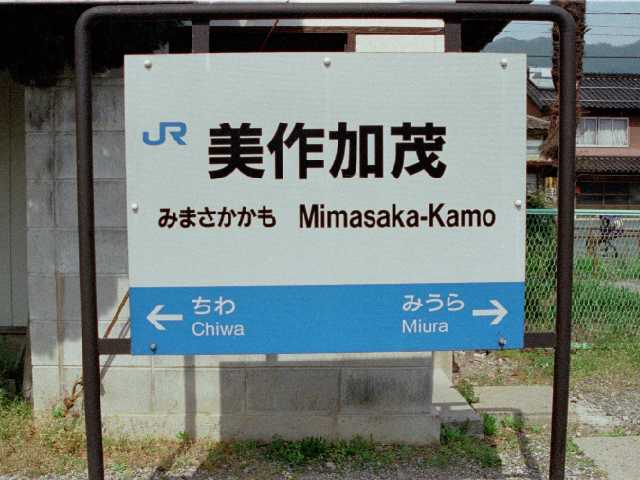 JR 美作加茂
みまさかかも Mimasaka-Kamo
← ちわ みうら →
Chiwa Miura